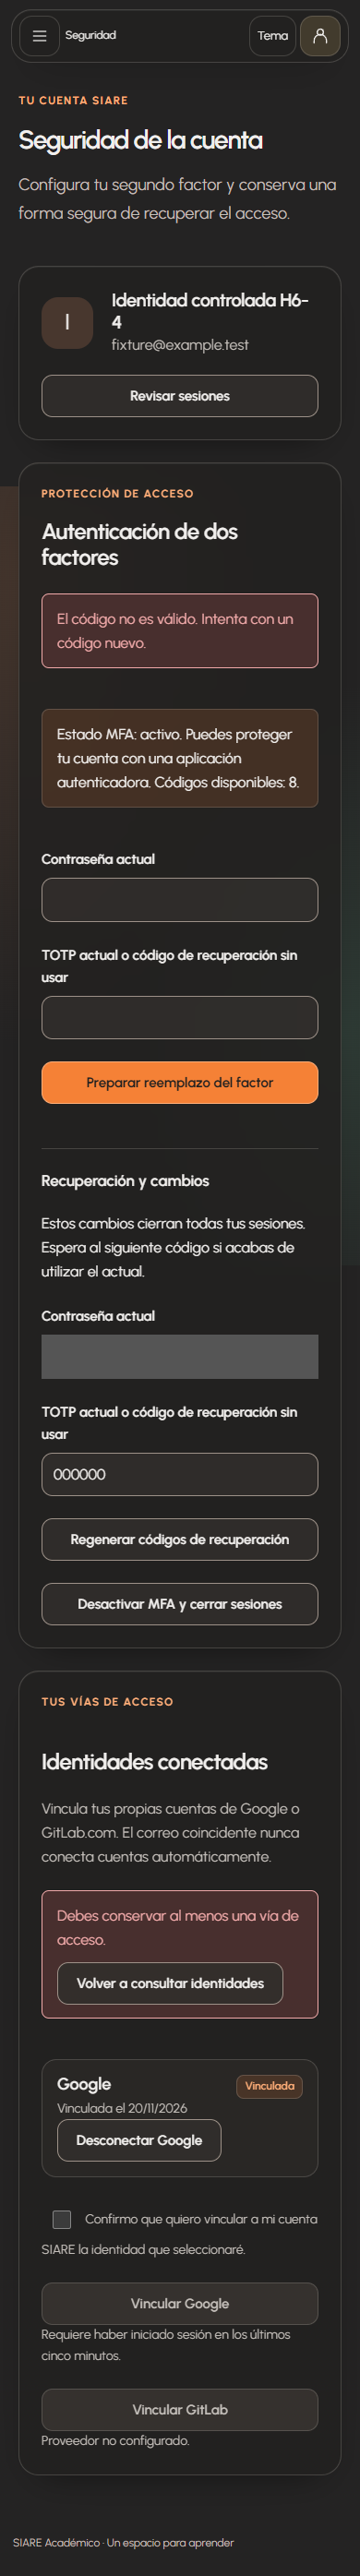 Seguridad
Tema
TU CUENTA SIARE
Seguridad de la cuenta
Configura tu segundo factor y conserva una
forma segura de recuperar el acceso.
I
Identidad controlada H6-
4
fixture@example.test
Revisar sesiones
PROTECCIÓN DE ACCESO
Autenticación de dos
factores
El código no es válido. Intenta con un
código nuevo.
Estado MFA: activo. Puedes proteger
tu cuenta con una aplicación
autenticadora. Códigos disponibles: 8.
Contraseña actual
TOTP actual o código de recuperación sin
usar
Preparar reemplazo del factor
Recuperación y cambios
Estos cambios cierran todas tus sesiones.
Espera al siguiente código si acabas de
utilizar el actual.
Contraseña actual
TOTP actual o código de recuperación sin
usar
000000
Regenerar códigos de recuperación
Desactivar MFA y cerrar sesiones
TUS VÍAS DE ACCESO
Identidades conectadas
Vincula tus propias cuentas de Google o
GitLab.com. El correo coincidente nunca
conecta cuentas automáticamente.
Debes conservar al menos una vía de
acceso.
Volver a consultar identidades
Google
Vinculada
Vinculada el 20/11/2026
Desconectar Google
Confirmo que quiero vincular a mi cuenta
SIARE la identidad que seleccionaré.
Vincular Google
Requiere haber iniciado sesión en los últimos
cinco minutos.
Vincular GitLab
Proveedor no configurado.
SIARE Académico · Un espacio para aprender